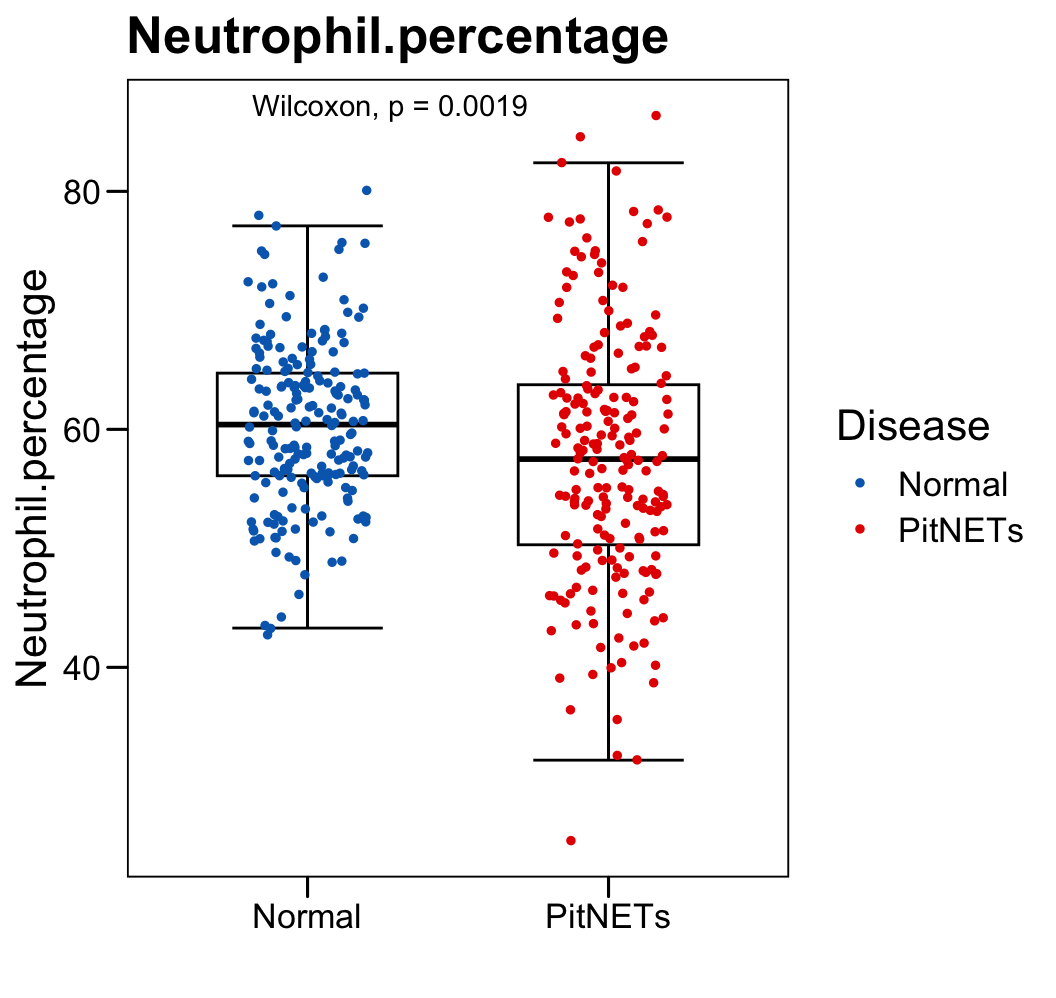 Neutrophil.percentage
Wilcoxon, p = 0.0019
Neutrophil.percentage
80
60
40
Normal
PitNETs
Disease
Normal
PitNETs